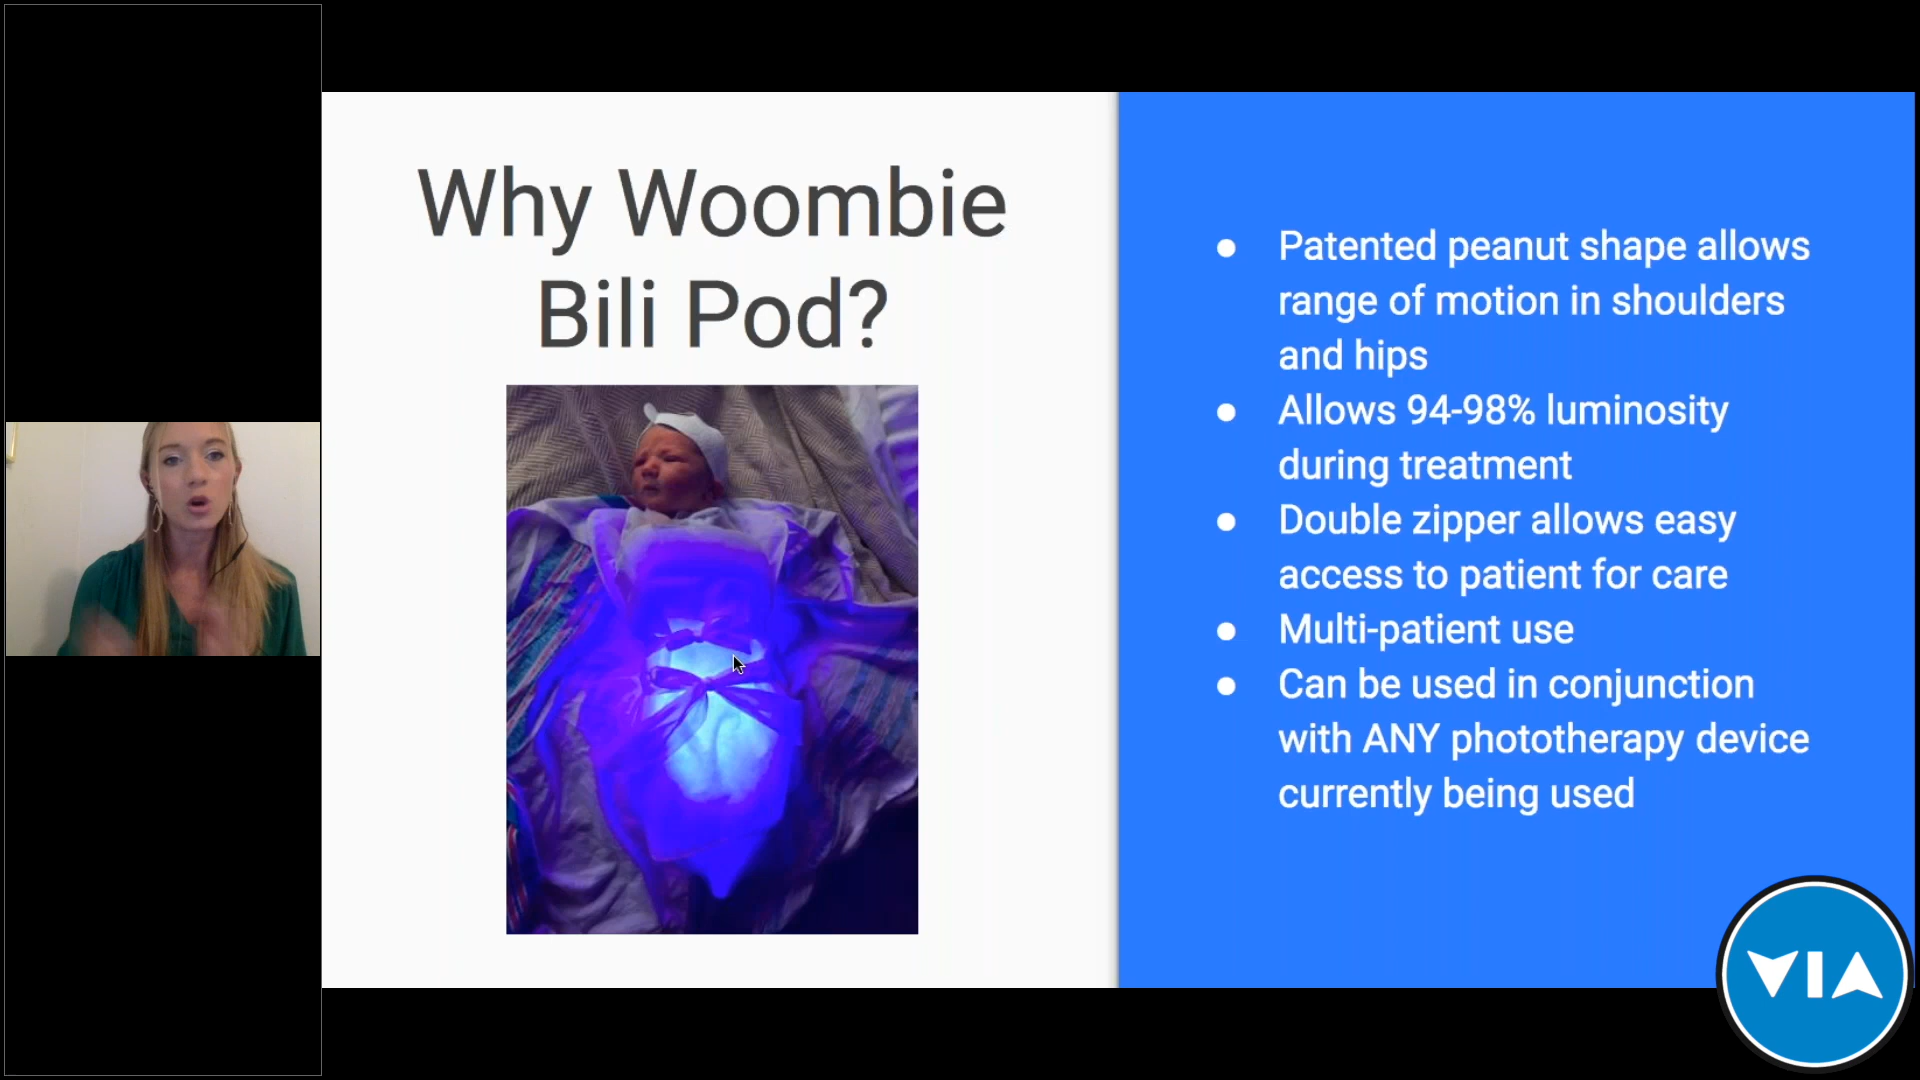 Why Woombie
Bili Pod?
● Patented peanut shape allows
range of motion in shoulders
and hips
● Allows 94-98% luminosity
during treatment
● Double zipper allows easy
access to patient for care
● Multi-patient use
● Can be used in conjunction
with ANY phototherapy device
currently being used
VIA